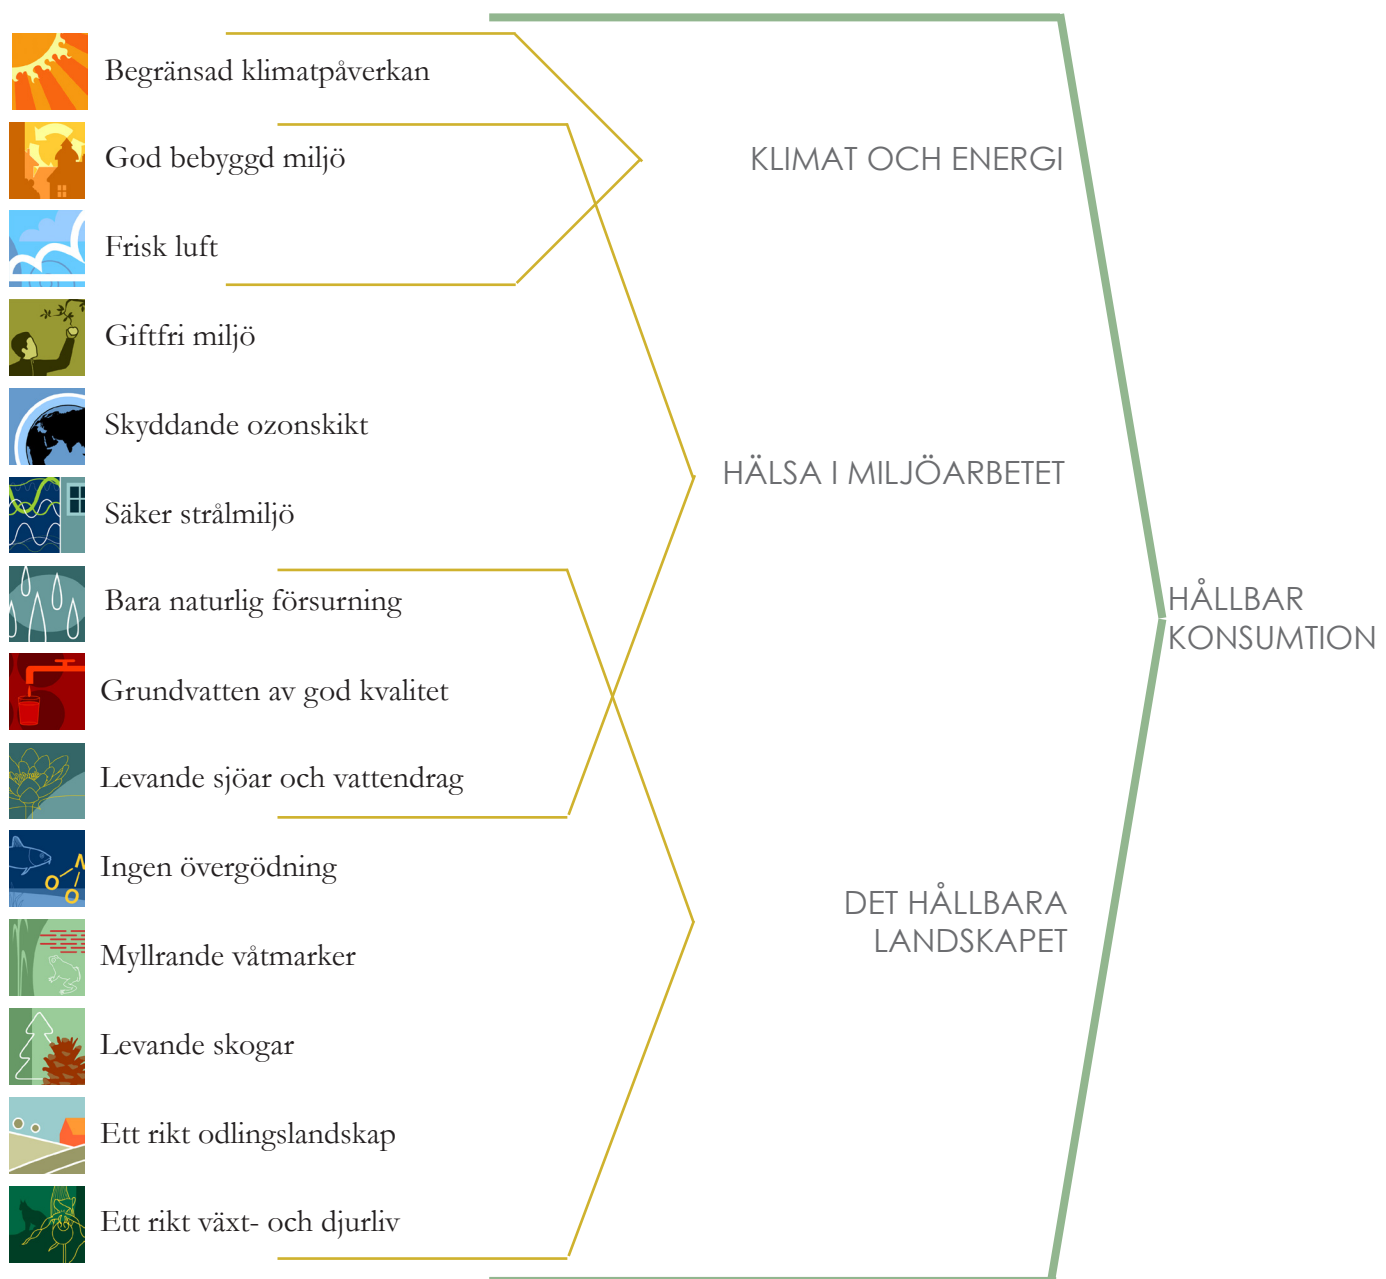 Begränsad klimatpåverkan
God bebyggd miljö
Frisk luft
Giftfri miljö
Skyddande ozonskikt
Säker strålmiljö
Bara naturlig försurning
Grundvatten av god kvalitet
Levande sjöar och vattendrag
Ingen övergödning
Myllrande våtmarker
Levande skogar
Ett rikt odlingslandskap
Ett rikt växt- och djurliv
KLIMAT OCH ENERGI
HÄLSA I MILJÖARBETET
DET HÅLLBARA
LANDSKAPET
HÅLLBAR
KONSUMTION